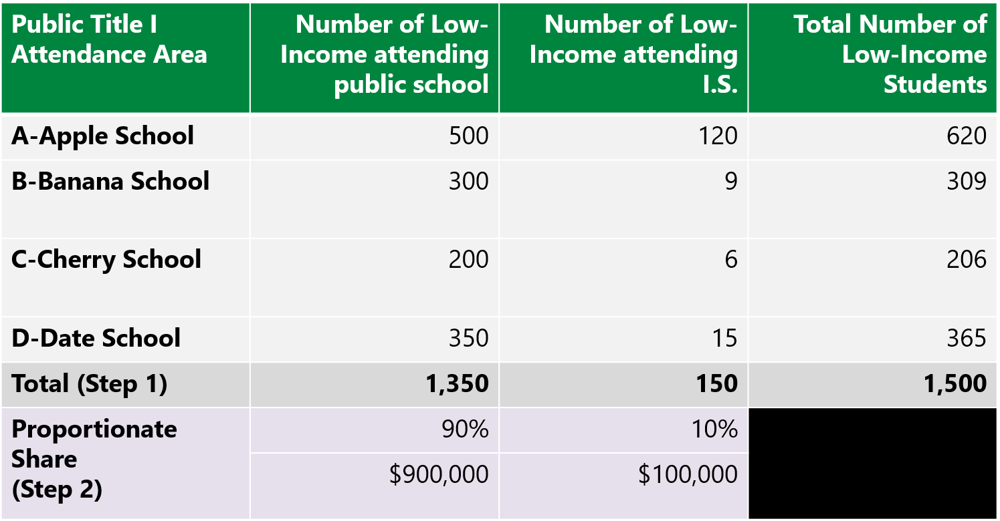 Public Title I
Attendance Area
Number of Low-
Income attending
public school
Number of Low-
Income attending
I.S.
Total Number of
Low-Income
Students
A-Apple School 500 120 620
B-Banana School 300 9 309
C-Cherry School 200 6 206
D-Date School 350 15 365
Total (Step 1) 1,350 150 1,500
Proportionate
Share
(Step 2)
90% 10%
$900,000 $100,000